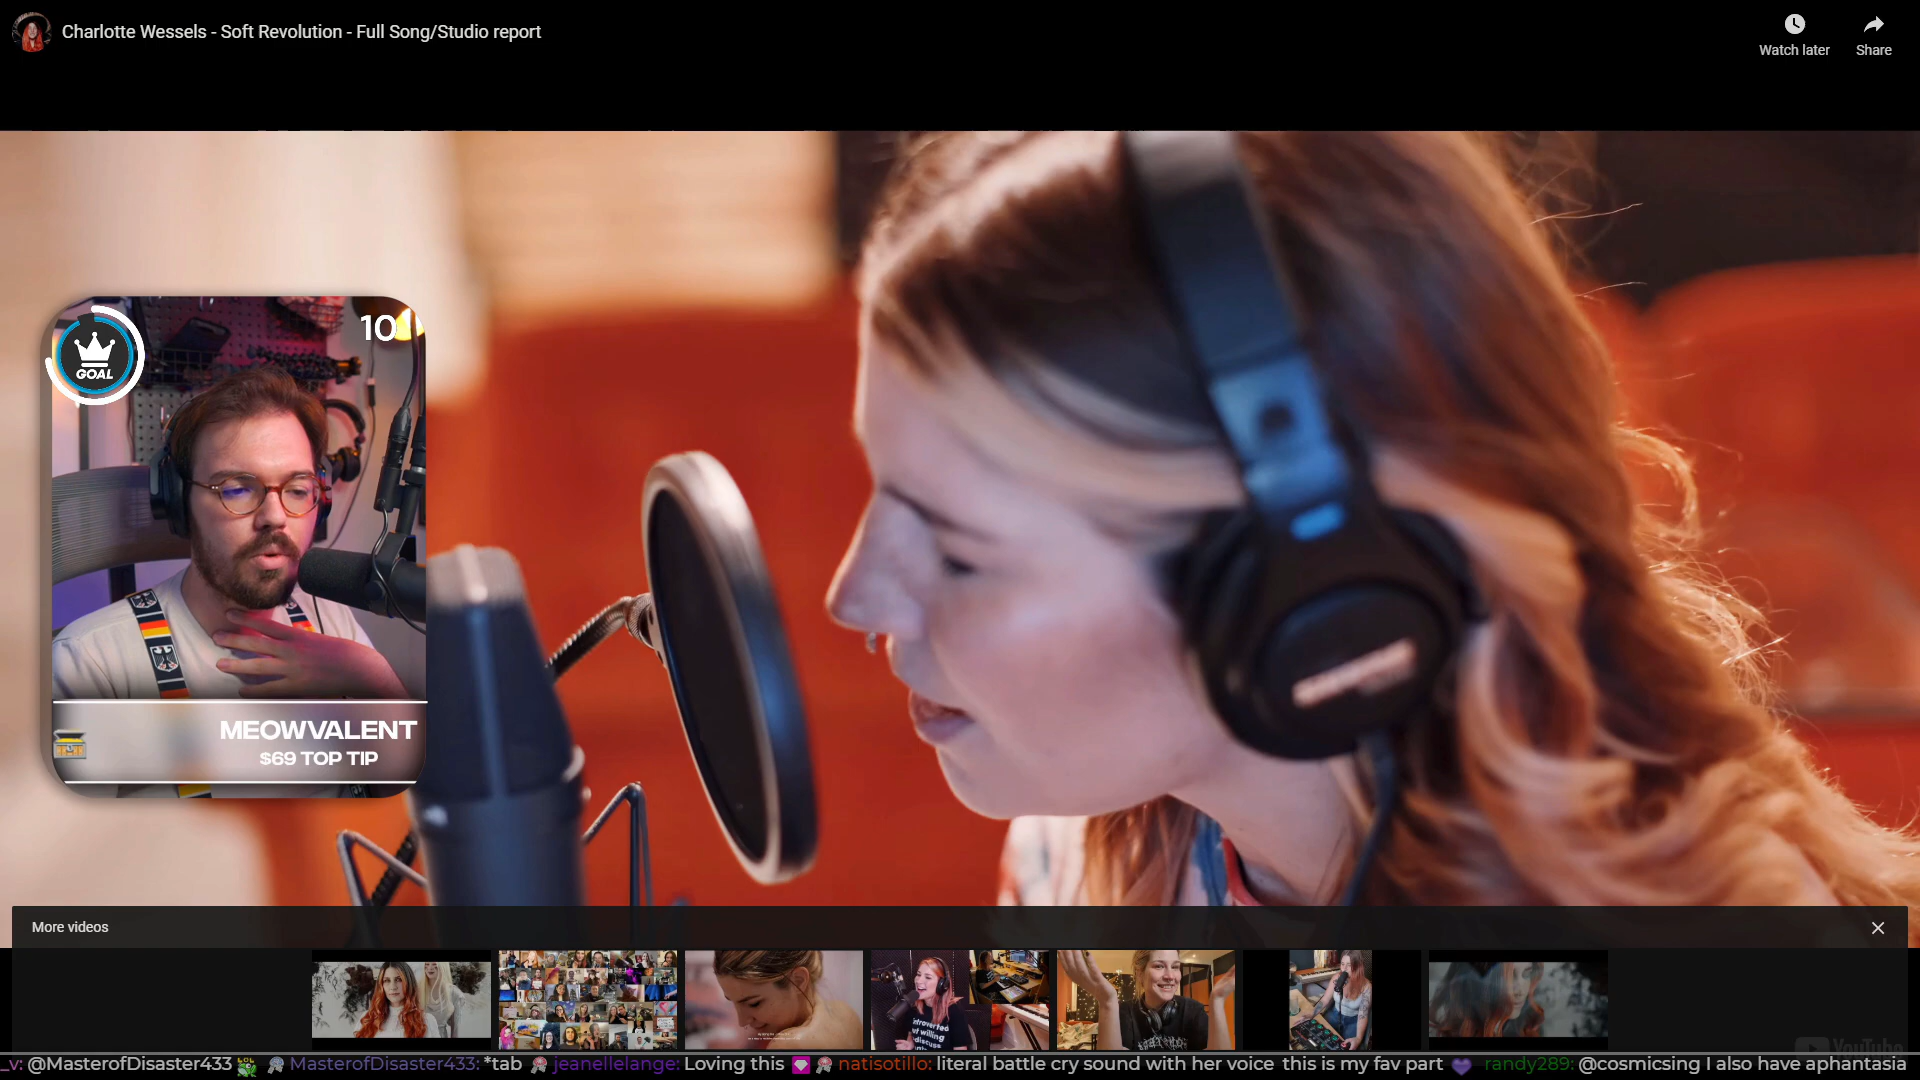 Charlotte Wessels - Soft Revolution - Full Song/Studio report
Watch later
Share
10
GOAL
MEOWVALENT
$69 TOP TIP
More videos
_v: @MasterofDisaster433 MasterofDisaster433: *tab jeanellelange: Loving this natisotillo: literal battle cry sound with her voice this is my fav part randy289: @cosmicsing I also have aphantasia
YouTube